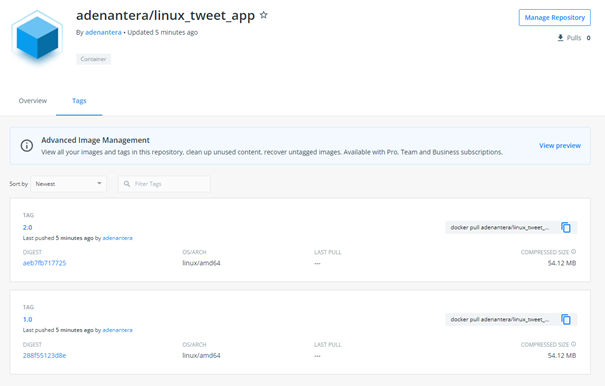 adenantera/linux_tweet_app
Manage Repository
By adenantera • Updated 5 minutes ago
Pulls 0
Container
Overview Tags
Advanced Image Management
View all your images and tags in this repository, clean up unused content, recover untagged images. Available with Pro, Team and Business subscriptions.
View preview
Sort by Newest Filter Tags
TAG
2.0
docker pull adenantera/linux_tweet_...
Last pushed 5 minutes ago by adenantera
DIGEST OS/ARCH LAST PULL COMPRESSED SIZE
aeb7fb717725 linux/amd64 --- 54.12 MB
TAG
1.0
docker pull adenantera/linux_tweet_...
Last pushed 5 minutes ago by adenantera
DIGEST OS/ARCH LAST PULL COMPRESSED SIZE
288f55123d8e linux/amd64 --- 54.12 MB